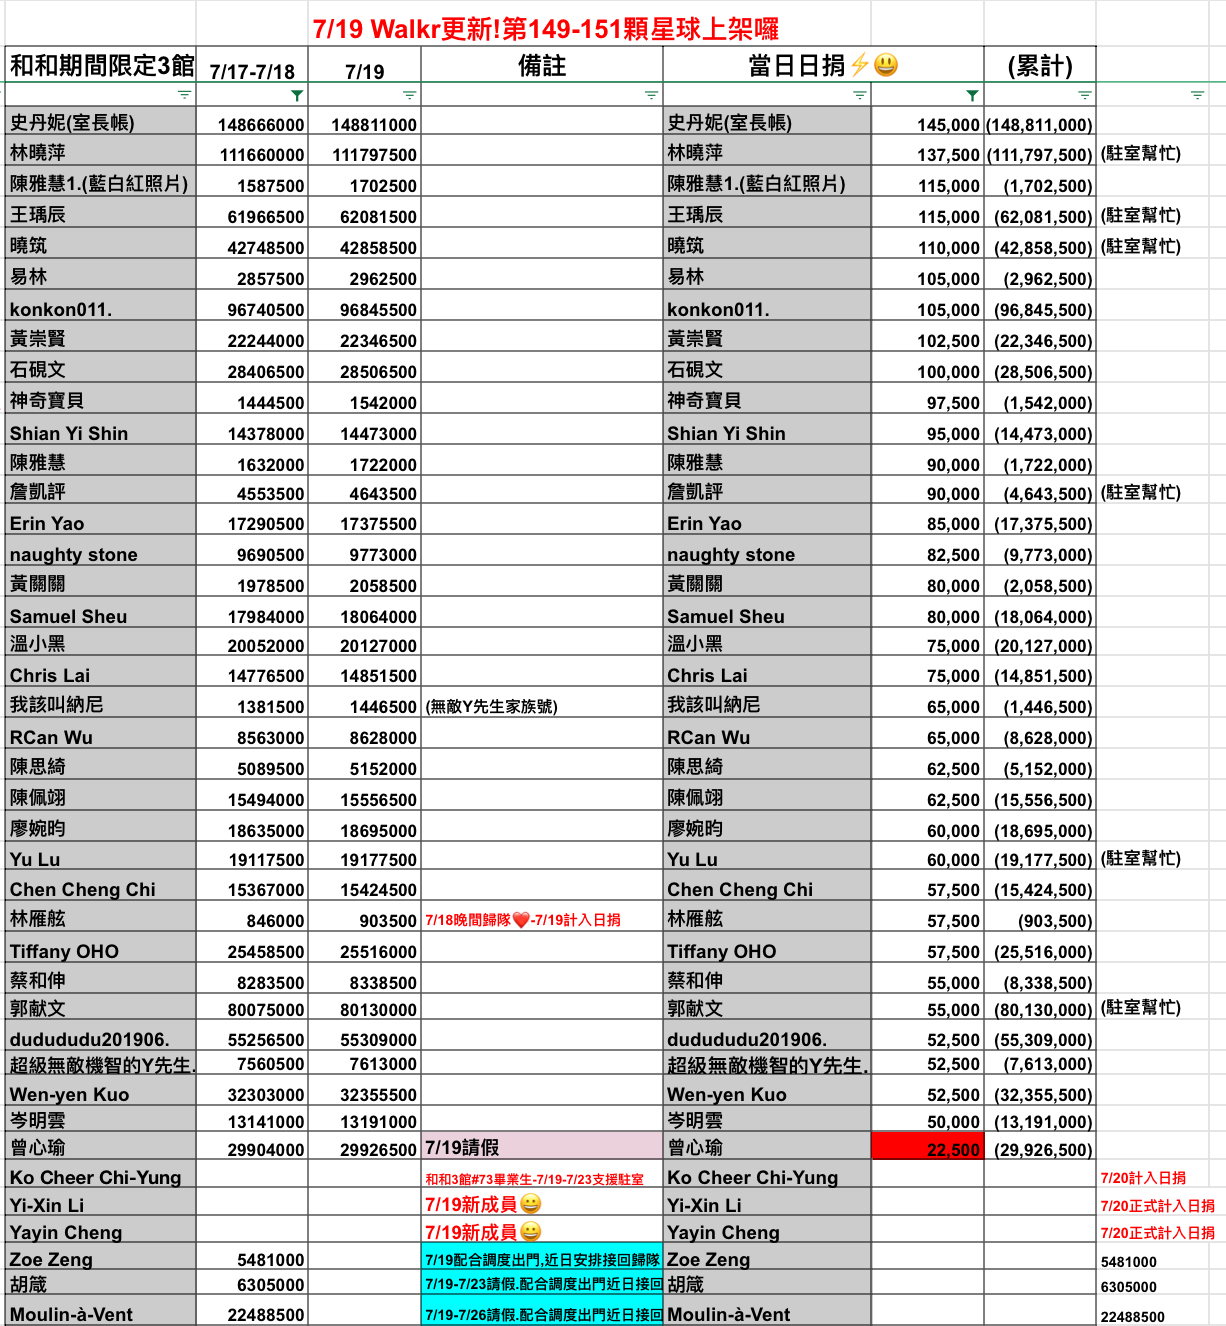 7/19 Walkr更新!第149-151顆星球上架囉
和和期間限定3館 7/17-7/18 7/19 備註 當日日捐⚡😃 (累計)
史丹妮(室長帳) 148666000 148811000 史丹妮(室長帳) 145,000 (148,811,000)
林曉萍 111660000 111797500 林曉萍 137,500 (111,797,500) (駐室幫忙)
陳雅慧1.(藍白紅照片) 1587500 1702500 陳雅慧1.(藍白紅照片) 115,000 (1,702,500)
王瑀辰 61966500 62081500 王瑀辰 115,000 (62,081,500) (駐室幫忙)
曉筑 42748500 42858500 曉筑 110,000 (42,858,500) (駐室幫忙)
易林 2857500 2962500 易林 105,000 (2,962,500)
konkon011. 96740500 96845500 konkon011. 105,000 (96,845,500)
黃崇賢 22244000 22346500 黃崇賢 102,500 (22,346,500)
石硯文 28406500 28506500 石硯文 100,000 (28,506,500)
神奇寶貝 1444500 1542000 神奇寶貝 97,500 (1,542,000)
Shian Yi Shin 14378000 14473000 Shian Yi Shin 95,000 (14,473,000)
陳雅慧 1632000 1722000 陳雅慧 90,000 (1,722,000)
詹凱評 4553500 4643500 詹凱評 90,000 (4,643,500) (駐室幫忙)
Erin Yao 17290500 17375500 Erin Yao 85,000 (17,375,500)
naughty stone 9690500 9773000 naughty stone 82,500 (9,773,000)
黃關關 1978500 2058500 黃關關 80,000 (2,058,500)
Samuel Sheu 17984000 18064000 Samuel Sheu 80,000 (18,064,000)
溫小黑 20052000 20127000 溫小黑 75,000 (20,127,000)
Chris Lai 14776500 14851500 Chris Lai 75,000 (14,851,500)
我該叫納尼 1381500 1446500 (無敵Y先生家族號) 我該叫納尼 65,000 (1,446,500)
RCan Wu 8563000 8628000 RCan Wu 65,000 (8,628,000)
陳思綺 5089500 5152000 陳思綺 62,500 (5,152,000)
陳佩翊 15494000 15556500 陳佩翊 62,500 (15,556,500)
廖婉昀 18635000 18695000 廖婉昀 60,000 (18,695,000)
Yu Lu 19117500 19177500 Yu Lu 60,000 (19,177,500) (駐室幫忙)
Chen Cheng Chi 15367000 15424500 Chen Cheng Chi 57,500 (15,424,500)
林雁舷 846000 903500 7/18晚間歸隊❤️-7/19計入日捐 林雁舷 57,500 (903,500)
Tiffany OHO 25458500 25516000 Tiffany OHO 57,500 (25,516,000)
蔡和伸 8283500 8338500 蔡和伸 55,000 (8,338,500)
郭献文 80075000 80130000 郭献文 55,000 (80,130,000) (駐室幫忙)
dudududu201906. 55256500 55309000 dudududu201906. 52,500 (55,309,000)
超級無敵機智的Y先生. 7560500 7613000 超級無敵機智的Y先生. 52,500 (7,613,000)
Wen-yen Kuo 32303000 32355500 Wen-yen Kuo 52,500 (32,355,500)
岑明雲 13141000 13191000 岑明雲 50,000 (13,191,000)
曾心瑜 29904000 29926500 7/19請假 曾心瑜 22,500 (29,926,500)
Ko Cheer Chi-Yung 和和3館#73畢業生-7/19-7/23支援駐室 Ko Cheer Chi-Yung 7/20計入日捐
Yi-Xin Li 7/19新成員😀 Yi-Xin Li 7/20正式計入日捐
Yayin Cheng 7/19新成員😀 Yayin Cheng 7/20正式計入日捐
Zoe Zeng 5481000 7/19配合調度出門,近日安排接回歸隊 Zoe Zeng 5481000
胡箴 6305000 7/19-7/23請假.配合調度出門近日接回 胡箴 6305000
Moulin-à-Vent 22488500 7/19-7/26請假.配合調度出門近日接回 Moulin-à-Vent 22488500